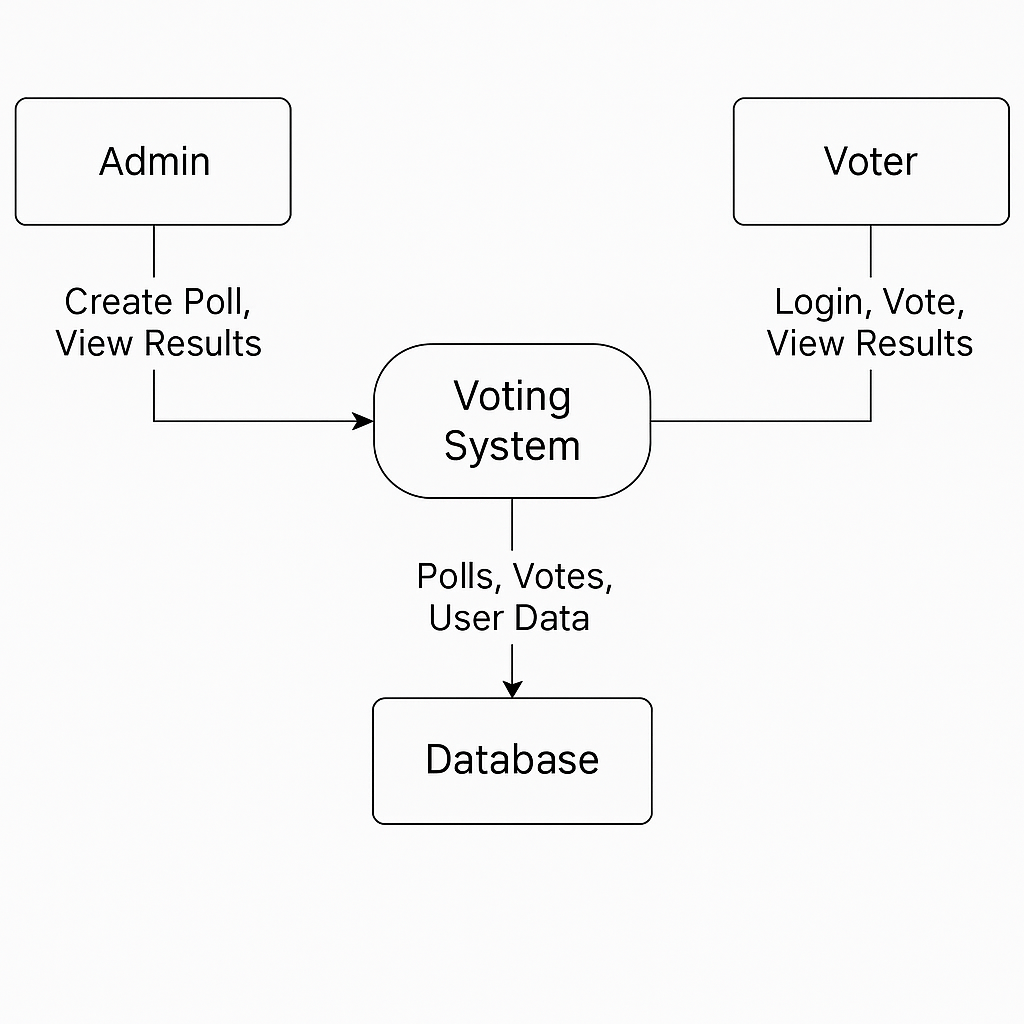 Admin
Voter
Create Poll,
View Results
Login, Vote,
View Results
Voting
System
Polls, Votes,
User Data
Database